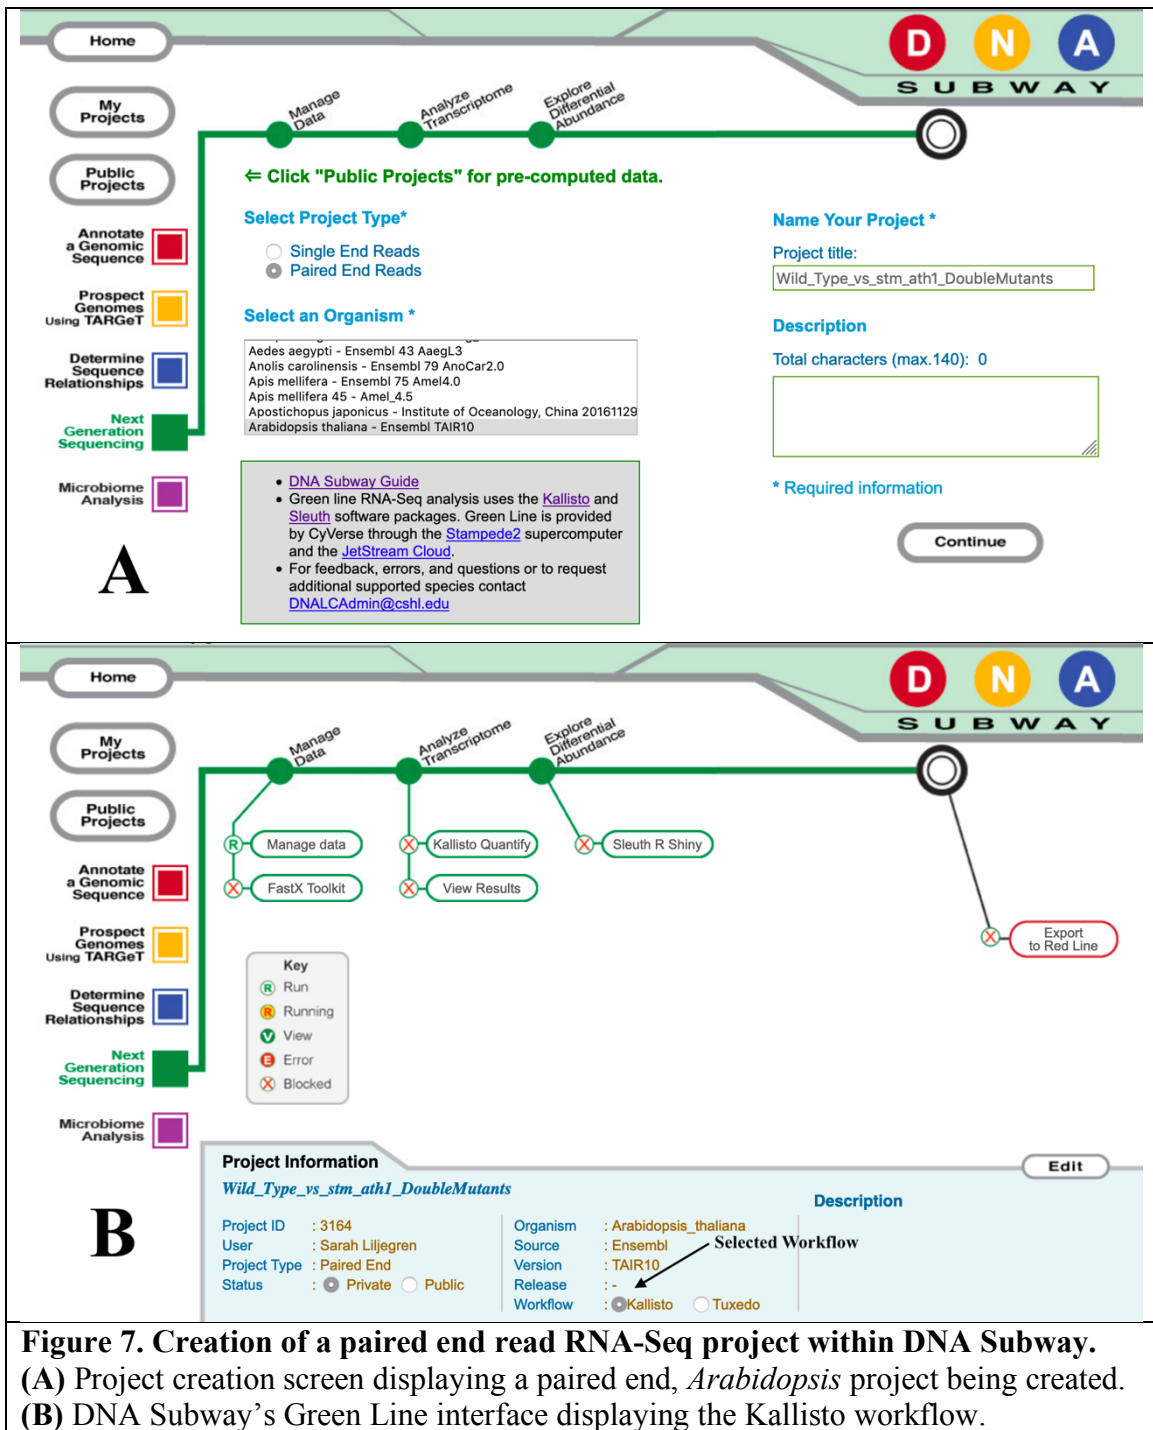 Home
D N A
SUBWAY
My
Projects
Manage
Data
Analyze
Transcriptome
Explore
Differential
Abundance
Public
Projects
⇐ Click "Public Projects" for pre-computed data.
Annotate
a Genomic
Sequence
Prospect
Genomes
Using TARGeT
Determine
Sequence
Relationships
Next
Generation
Sequencing
Microbiome
Analysis
Select Project Type*
Single End Reads
Paired End Reads
Select an Organism *
Aedes aegypti - Ensembl 43 AaegL3
Anolis carolinensis - Ensembl 79 AnoCar2.0
Apis mellifera - Ensembl 75 Amel4.0
Apis mellifera 45 - Amel_4.5
Apostichopus japonicus - Institute of Oceanology, China 20161129
Arabidopsis thaliana - Ensembl TAIR10
• DNA Subway Guide
• Green line RNA-Seq analysis uses the Kallisto and
Sleuth software packages. Green Line is provided
by CyVerse through the Stampede2 supercomputer
and the JetStream Cloud.
• For feedback, errors, and questions or to request
additional supported species contact
DNALCAdmin@cshl.edu
Name Your Project *
Project title:
Wild_Type_vs_stm_ath1_DoubleMutants
Description
Total characters (max.140): 0
* Required information
Continue
A
Home
D N A
SUBWAY
My
Projects
Manage
Data
Analyze
Transcriptome
Explore
Differential
Abundance
Public
Projects
R Manage data
X FastX Toolkit
X Kallisto Quantify
X View Results
X Sleuth R Shiny
X Export
to Red Line
Annotate
a Genomic
Sequence
Prospect
Genomes
Using TARGeT
Determine
Sequence
Relationships
Next
Generation
Sequencing
Microbiome
Analysis
Key
R Run
R Running
V View
E Error
X Blocked
B
Project Information
Edit
Wild_Type_vs_stm_ath1_DoubleMutants
Project ID : 3164
User : Sarah Liljegren
Project Type : Paired End
Status : Private Public
Organism : Arabidopsis_thaliana
Source : Ensembl
Version : TAIR10
Release : -
Workflow : Kallisto Tuxedo
Selected Workflow
Description
Figure 7. Creation of a paired end read RNA-Seq project within DNA Subway.
(A) Project creation screen displaying a paired end, Arabidopsis project being created.
(B) DNA Subway's Green Line interface displaying the Kallisto workflow.